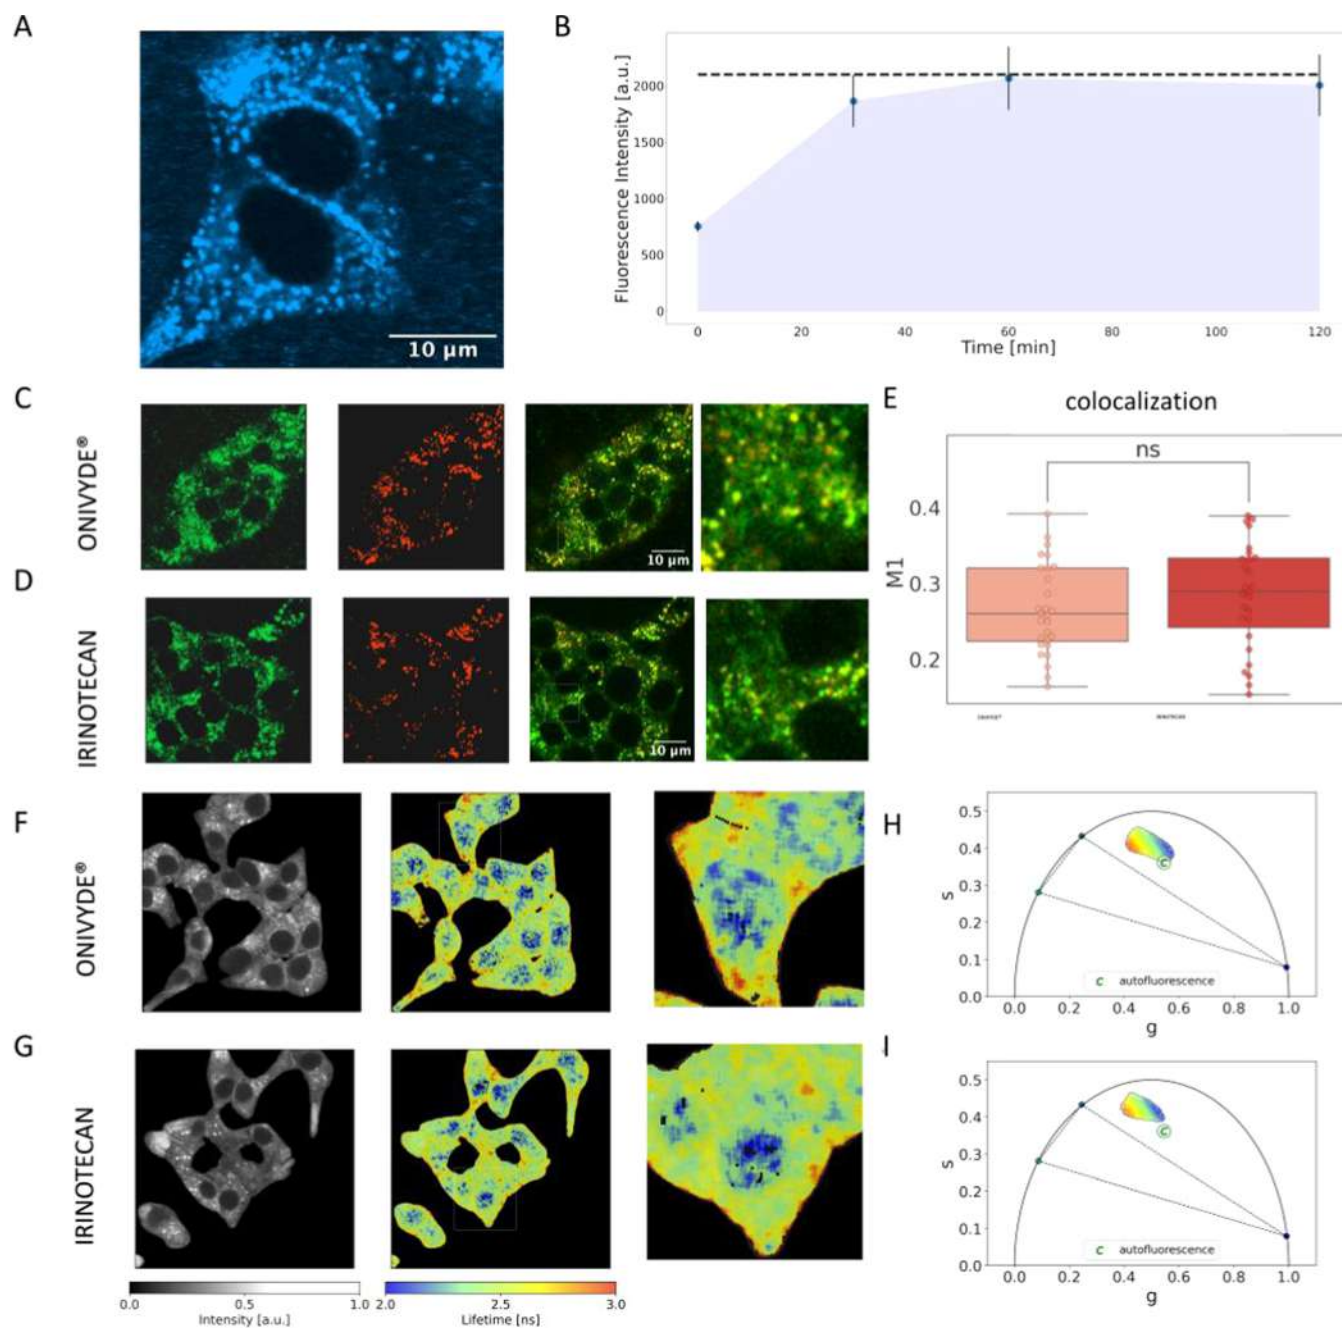 A
10 µm
B
Fluorescence Intensity [a.u.]
2000
1500
1000
500
0
0 20 40 60 80 100 120
Time [min]
C
ONIVYDE®
10 µm
D
IRINOTECAN
10 µm
E
colocalization
ns
M1
0.4
0.3
0.2
F
ONIVYDE®
G
IRINOTECAN
0.0 0.5 1.0
Intensity [a.u.]
2.0 2.5 3.0
Lifetime [ns]
H
s
0.5
0.4
0.3
0.2
0.1
0.0
C
C autofluorescence
0.0 0.2 0.4 0.6 0.8 1.0
g
I
s
0.5
0.4
0.3
0.2
0.1
0.0
C
C autofluorescence
0.0 0.2 0.4 0.6 0.8 1.0
g